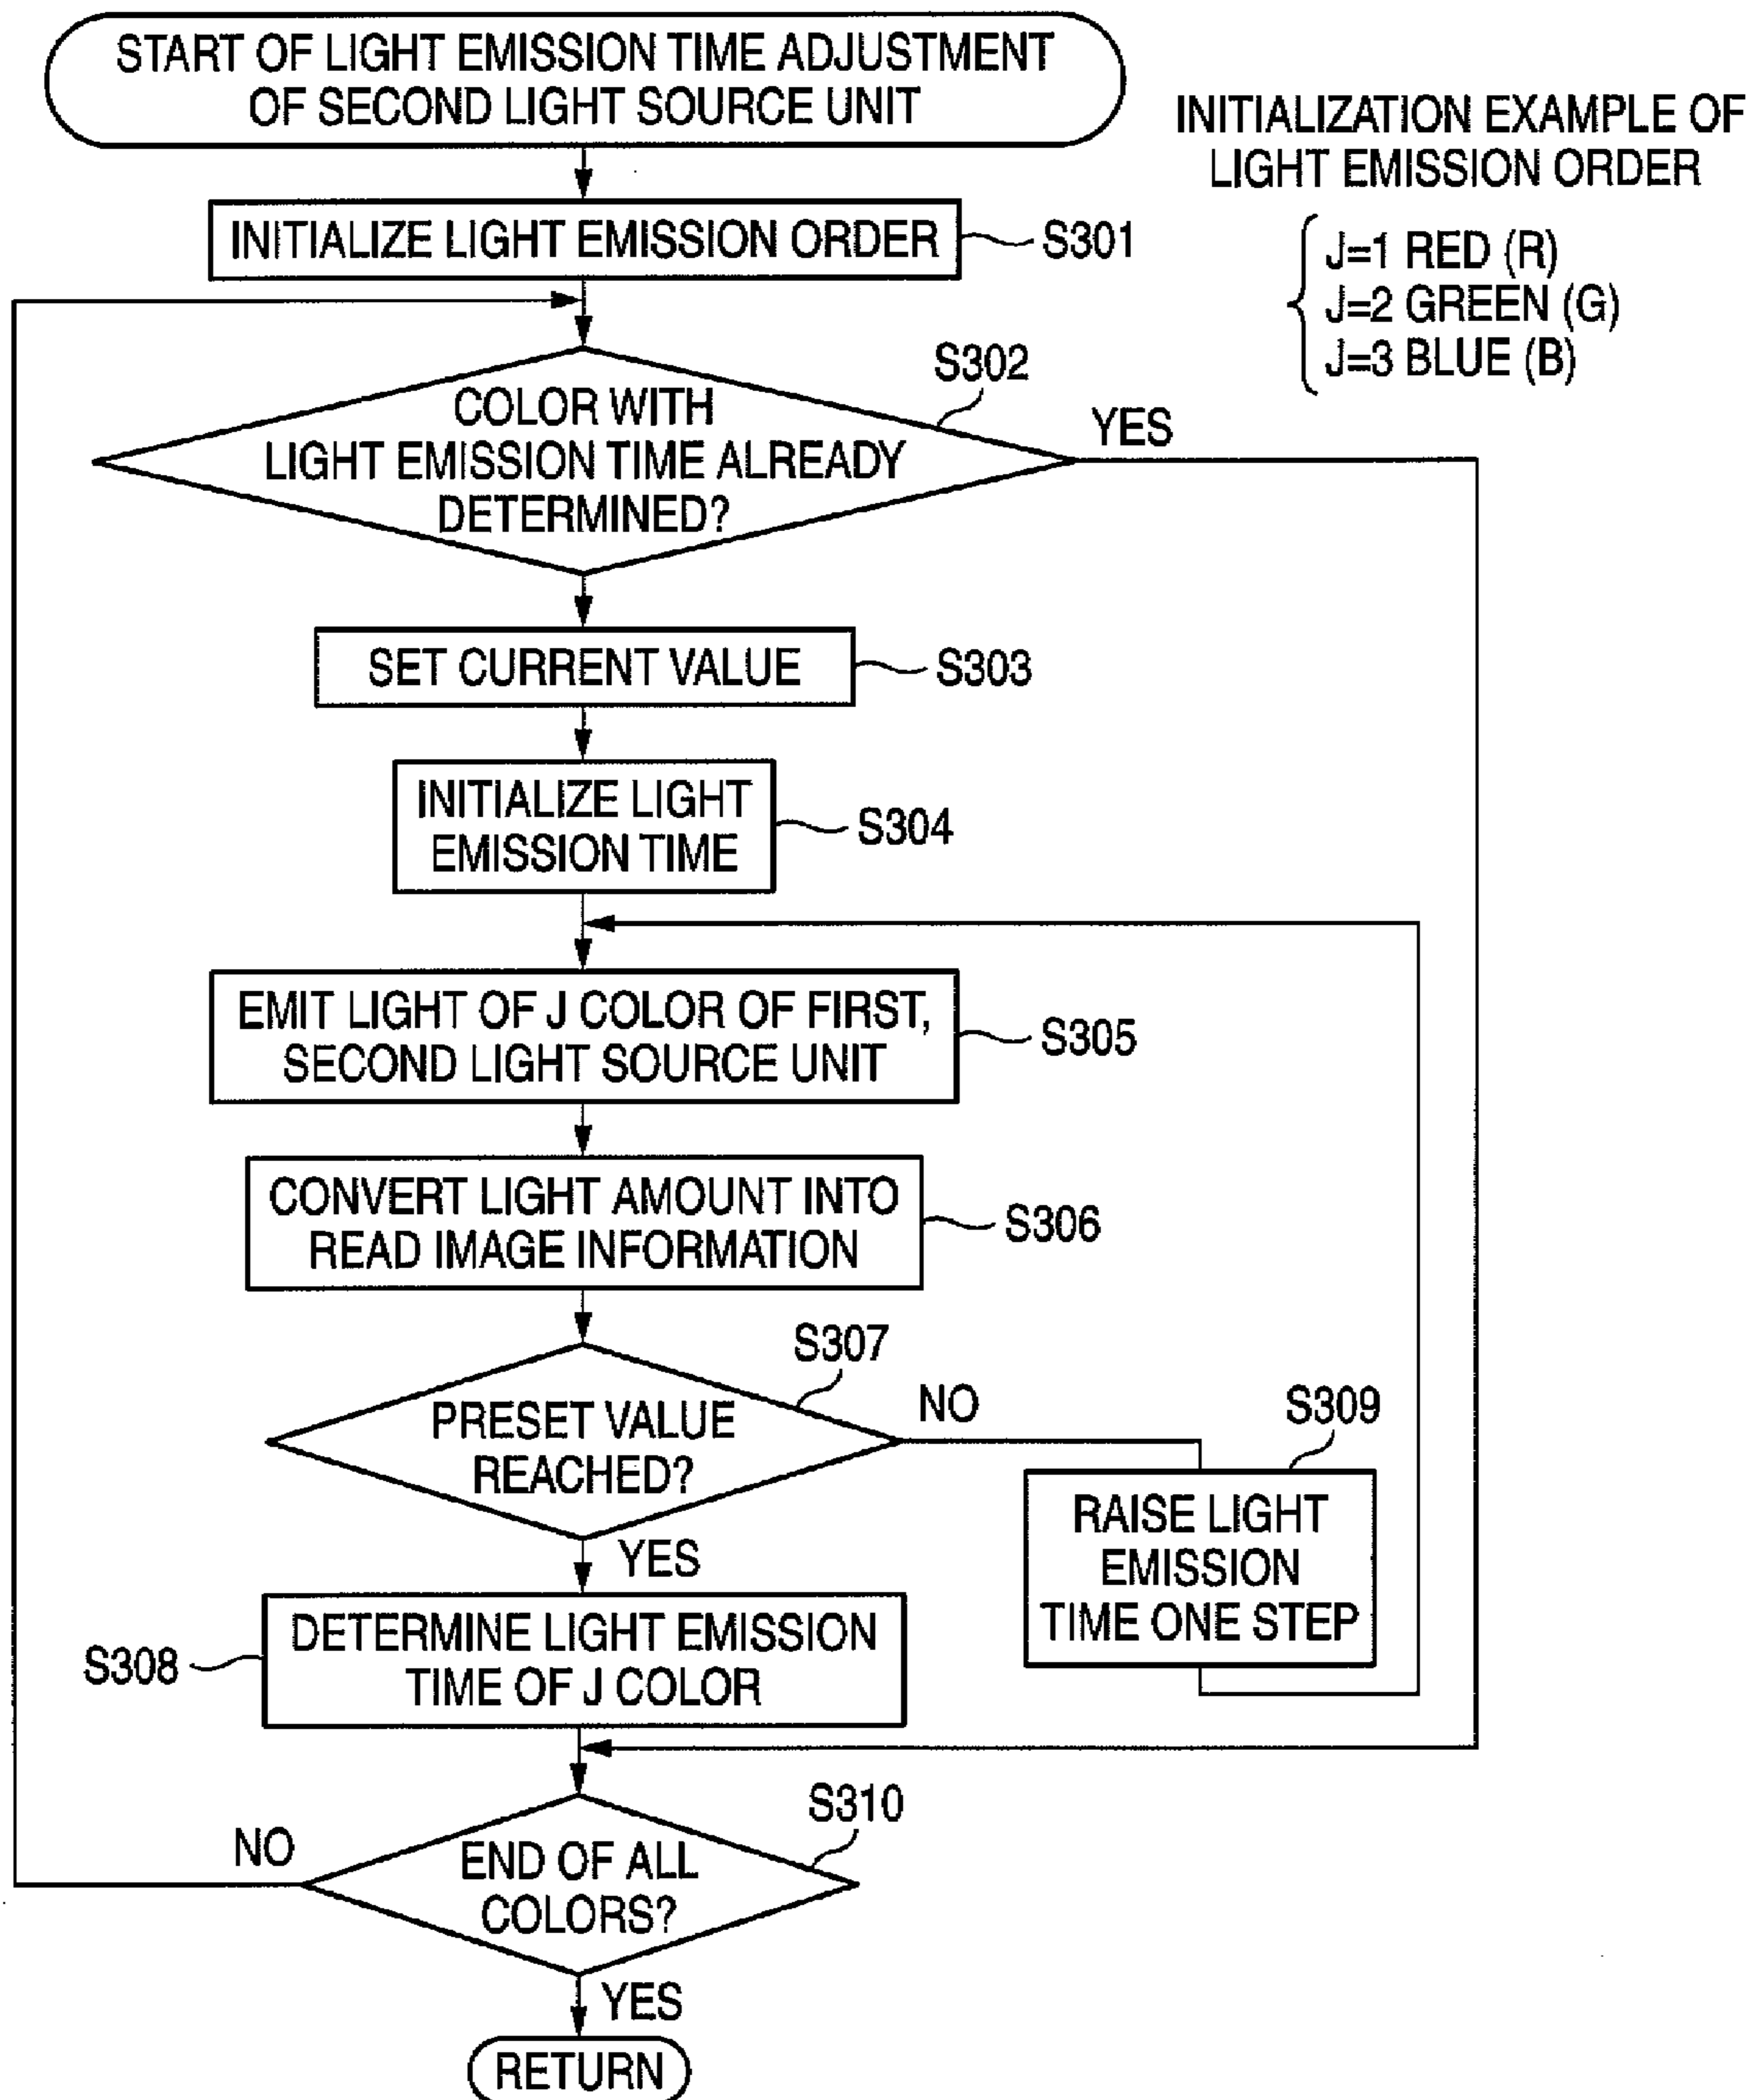 START OF LIGHT EMISSION TIME ADJUSTMENT
OF SECOND LIGHT SOURCE UNIT
INITIALIZATION EXAMPLE OF
LIGHT EMISSION ORDER
J=1 RED (R)
J=2 GREEN (G)
J=3 BLUE (B)
INITIALIZE LIGHT EMISSION ORDER
S301
S302
COLOR WITH
LIGHT EMISSION TIME ALREADY
DETERMINED?
YES
SET CURRENT VALUE
S303
INITIALIZE LIGHT
EMISSION TIME
S304
EMIT LIGHT OF J COLOR OF FIRST,
SECOND LIGHT SOURCE UNIT
S305
CONVERT LIGHT AMOUNT INTO
READ IMAGE INFORMATION
S306
S307
PRESET VALUE
REACHED?
NO
S309
RAISE LIGHT
EMISSION
TIME ONE STEP
YES
DETERMINE LIGHT EMISSION
TIME OF J COLOR
S308
S310
END OF ALL
COLORS?
NO
YES
RETURN